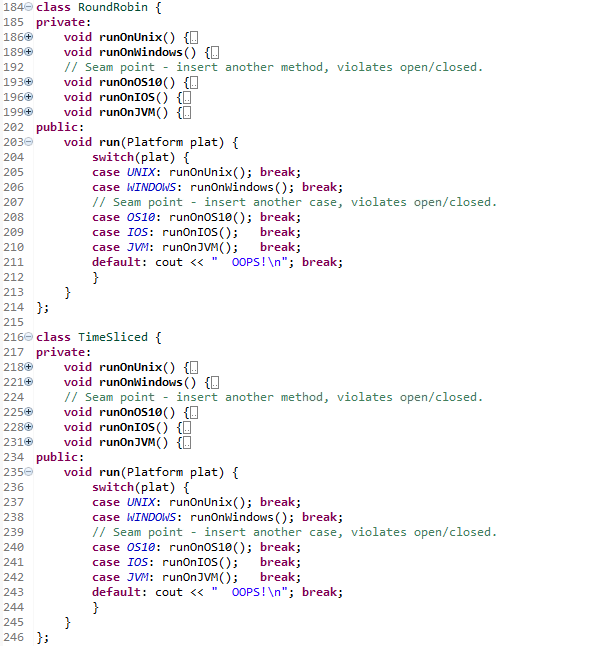 184 class RoundRobin {
185 private:
186     void runOnUnix() {..
189     void runOnWindows() {..
192     // Seam point - insert another method, violates open/closed.
193     void runOnOS10() {..
196     void runOnIOS() {..
199     void runOnJVM() {..
202 public:
203     void run(Platform plat) {
204         switch(plat) {
205         case UNIX: runOnUnix(); break;
206         case WINDOWS: runOnWindows(); break;
207         // Seam point - insert another case, violates open/closed.
208         case OS10: runOnOS10(); break;
209         case IOS: runOnIOS();   break;
210         case JVM: runOnJVM();   break;
211         default: cout << "  OOPS!\n"; break;
212         }
213     }
214 };
215
216 class TimeSliced {
217 private:
218     void runOnUnix() {..
221     void runOnWindows() {..
224     // Seam point - insert another method, violates open/closed.
225     void runOnOS10() {..
228     void runOnIOS() {..
231     void runOnJVM() {..
234 public:
235     void run(Platform plat) {
236         switch(plat) {
237         case UNIX: runOnUnix(); break;
238         case WINDOWS: runOnWindows(); break;
239         // Seam point - insert another case, violates open/closed.
240         case OS10: runOnOS10(); break;
241         case IOS: runOnIOS();   break;
242         case JVM: runOnJVM();   break;
243         default: cout << "  OOPS!\n"; break;
244         }
245     }
246 };